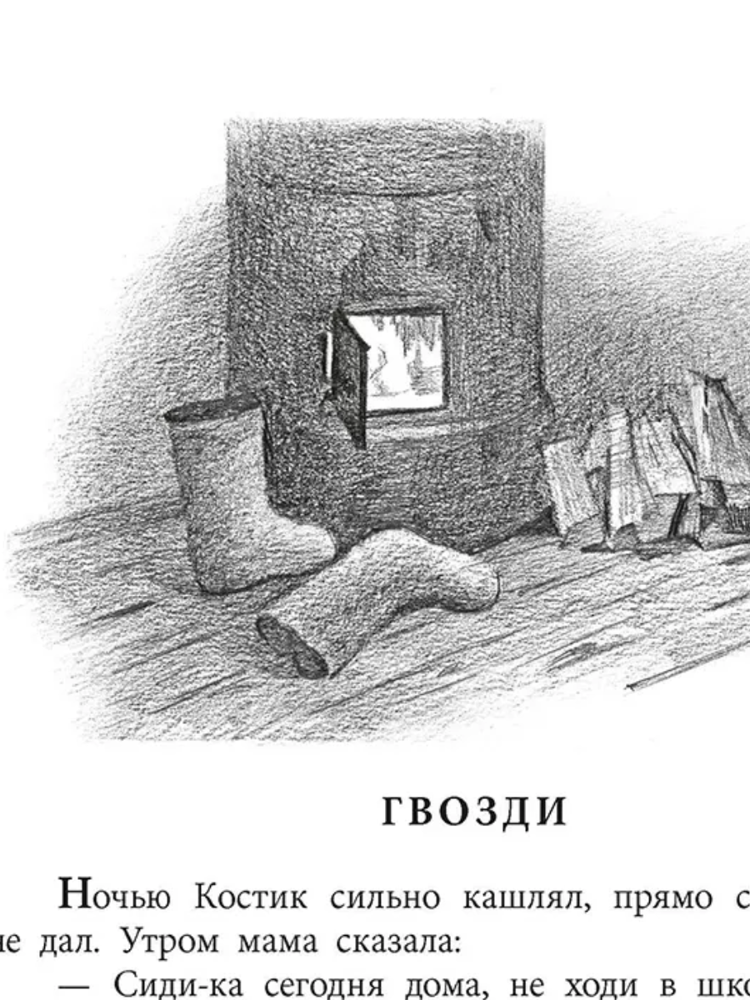 ГВОЗДИ
Ночью Костик сильно кашлял, прямо
дал. Утром мама сказала:
— Сиди-ка сегодня дома, не ходи в